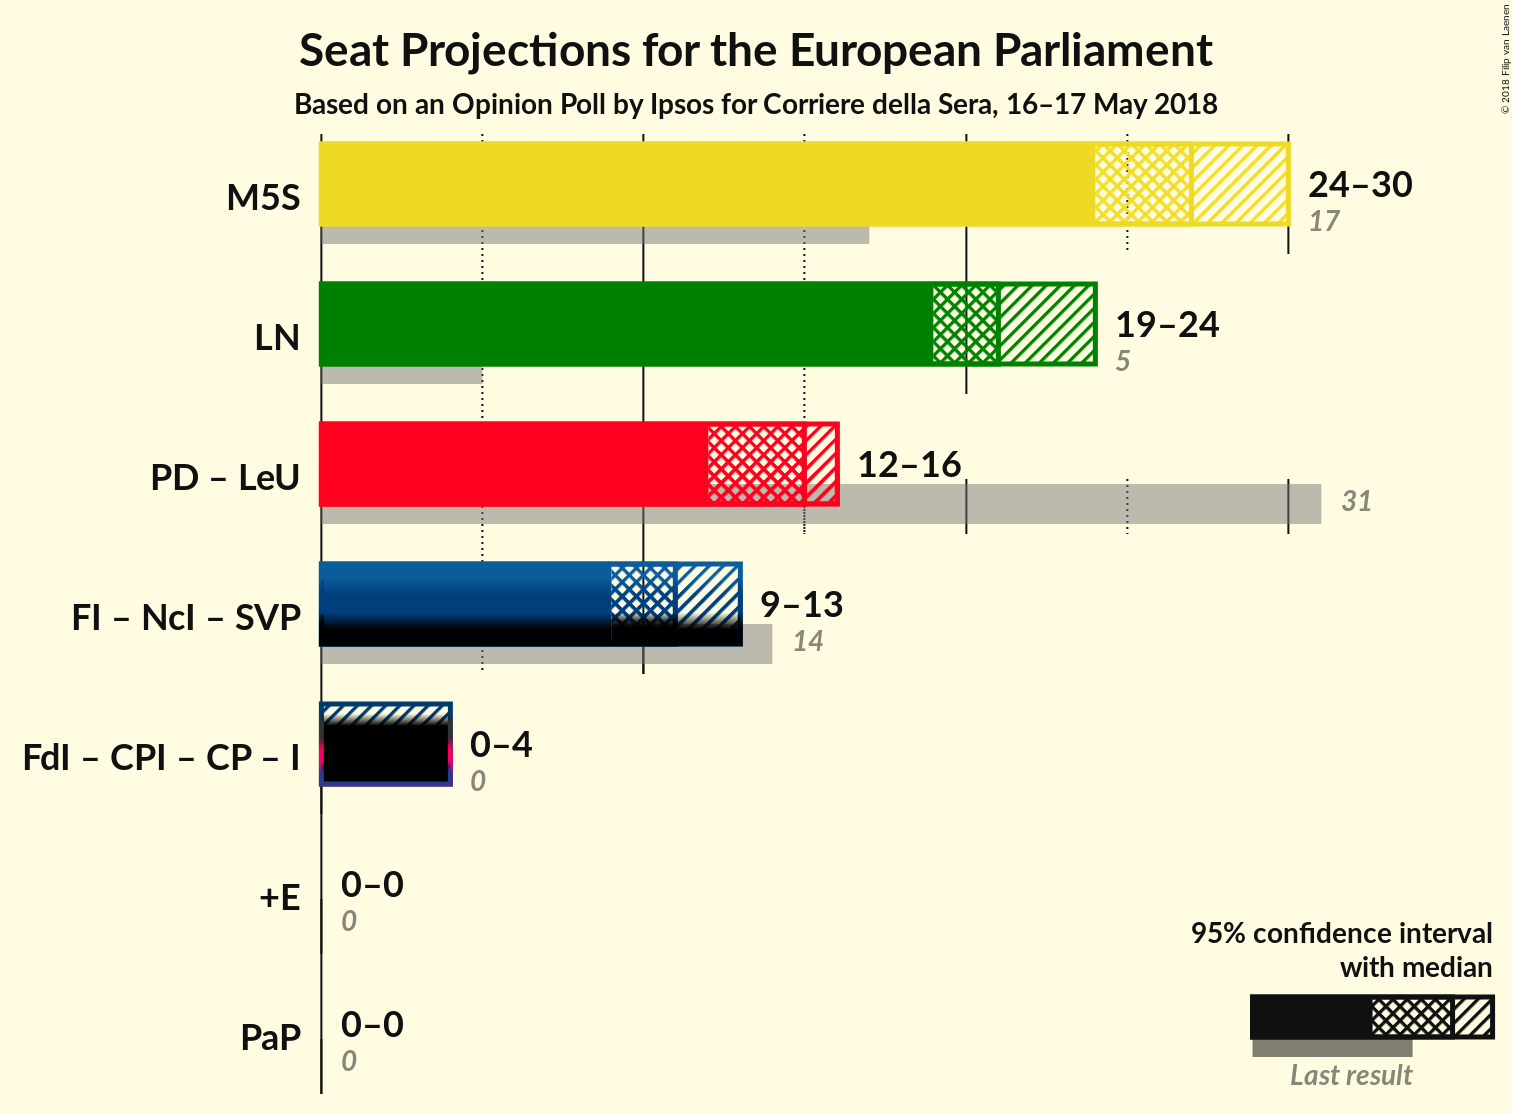 Seat Projections for the European Parliament
Based on an Opinion Poll by Ipsos for Corriere della Sera, 16–17 May 2018
© 2018 Filip van Laenen
M5S
24–30
17
LN
19–24
5
PD – LeU
12–16
31
FI – NcI – SVP
9–13
14
FdI – CPI – CP – I
0–4
0
+E
0–0
0
PaP
0–0
0
95% confidence interval
with median
Last result